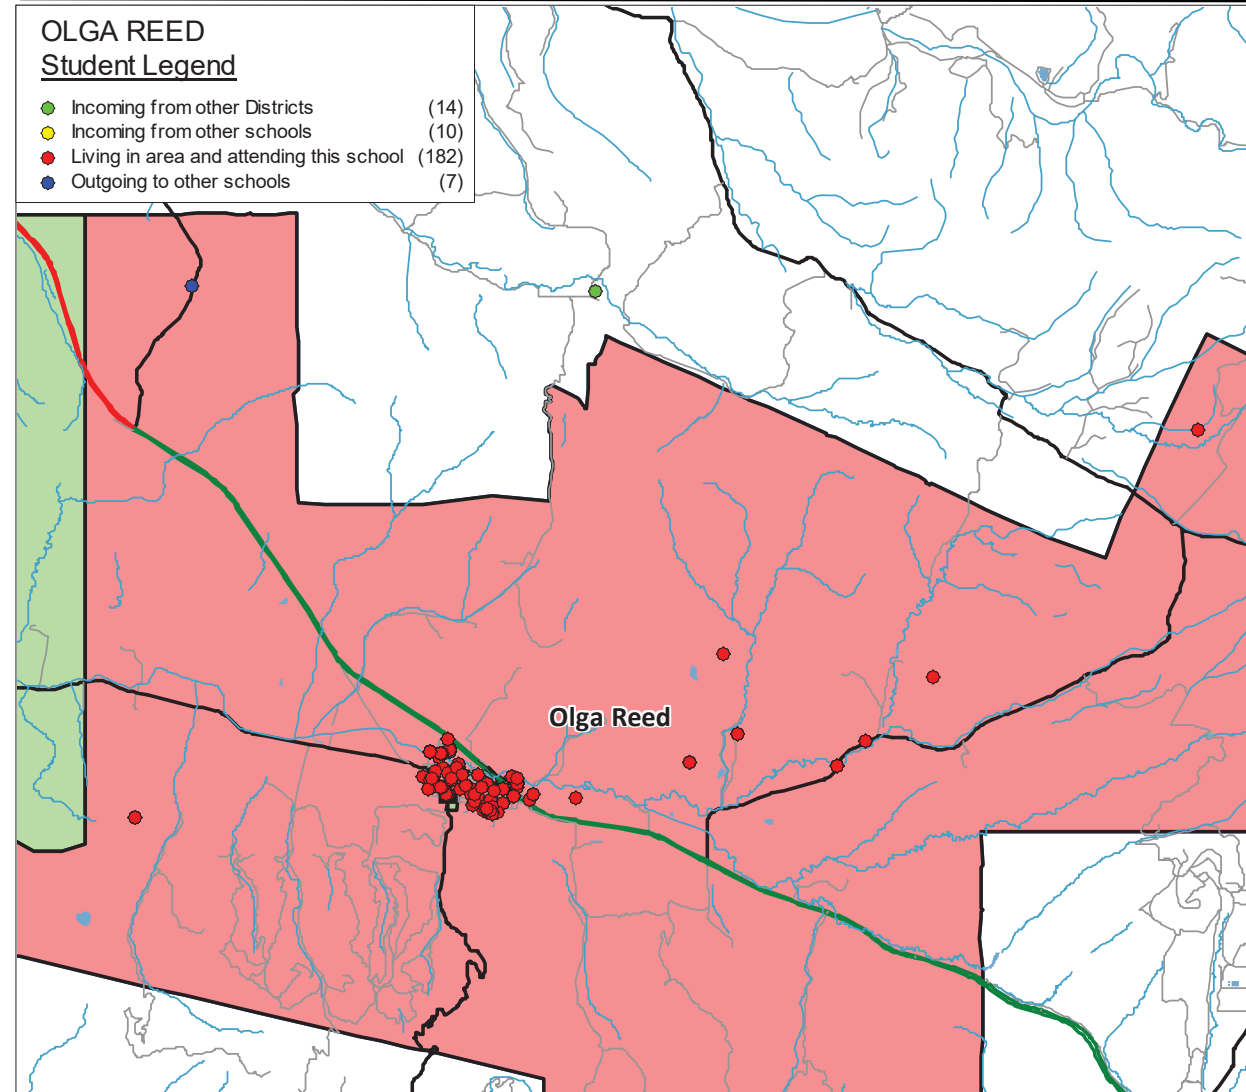 OLGA REED
Student Legend
Incoming from other Districts (14)
Incoming from other schools (10)
Living in area and attending this school (182)
Outgoing to other schools (7)
Olga Reed